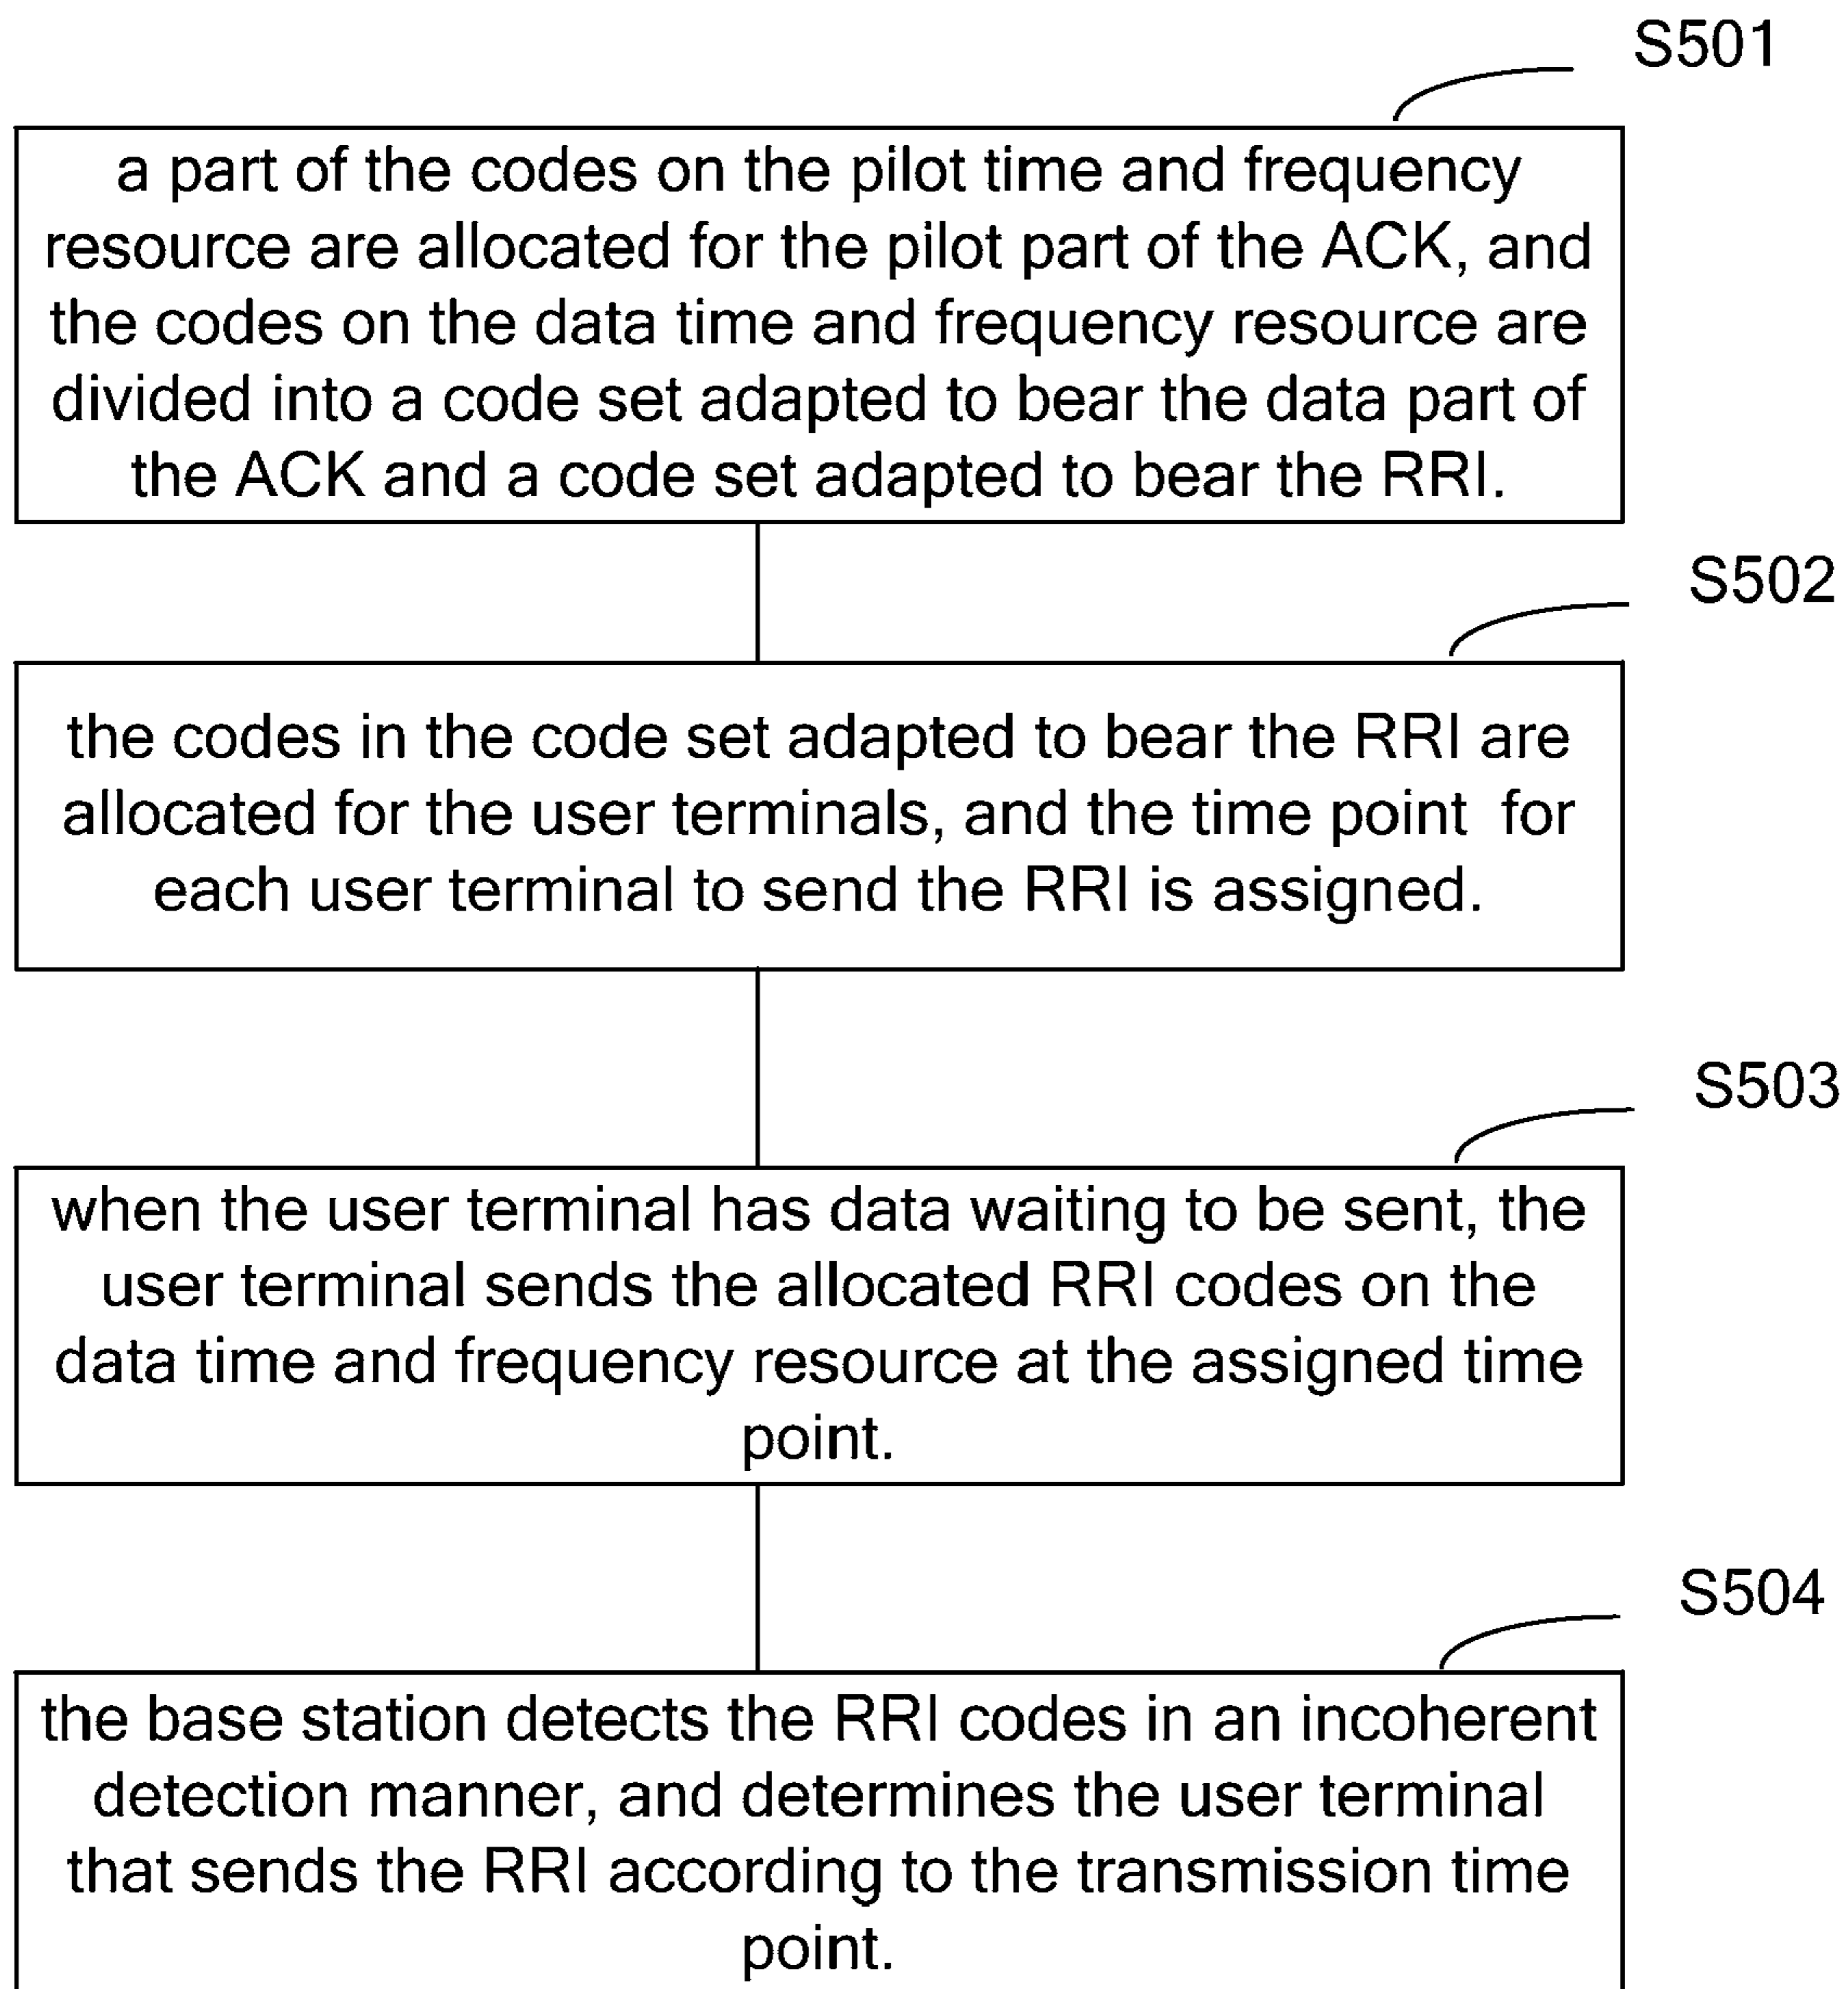 S501
a part of the codes on the pilot time and frequency
resource are allocated for the pilot part of the ACK, and
the codes on the data time and frequency resource are
divided into a code set adapted to bear the data part of
the ACK and a code set adapted to bear the RRI.
S502
the codes in the code set adapted to bear the RRI are
allocated for the user terminals, and the time point for
each user terminal to send the RRI is assigned.
S503
when the user terminal has data waiting to be sent, the
user terminal sends the allocated RRI codes on the
data time and frequency resource at the assigned time
point.
S504
the base station detects the RRI codes in an incoherent
detection manner, and determines the user terminal
that sends the RRI according to the transmission time
point.